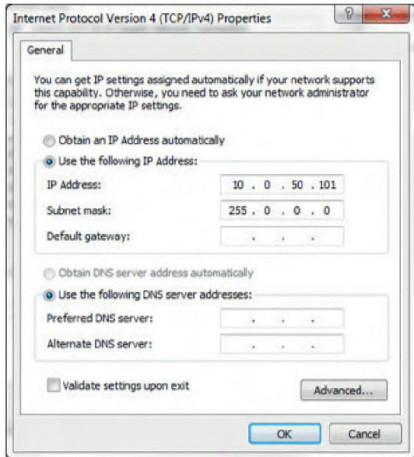 Internet Protocol Version 4 (TCP/IPv4) Properties
General
You can get IP settings assigned automatically if your network supports
this capability. Otherwise, you need to ask your network administrator
for the appropriate IP settings.
Obtain an IP Address automatically
Use the following IP Address:
IP Address: 10 . 0 . 50 . 101
Subnet mask: 255 . 0 . 0 . 0
Default gateway: . . .
Obtain DNS server address automatically
Use the following DNS server addresses:
Preferred DNS server: . . .
Alternate DNS server: . . .
Validate settings upon exit
Advanced...
OK Cancel